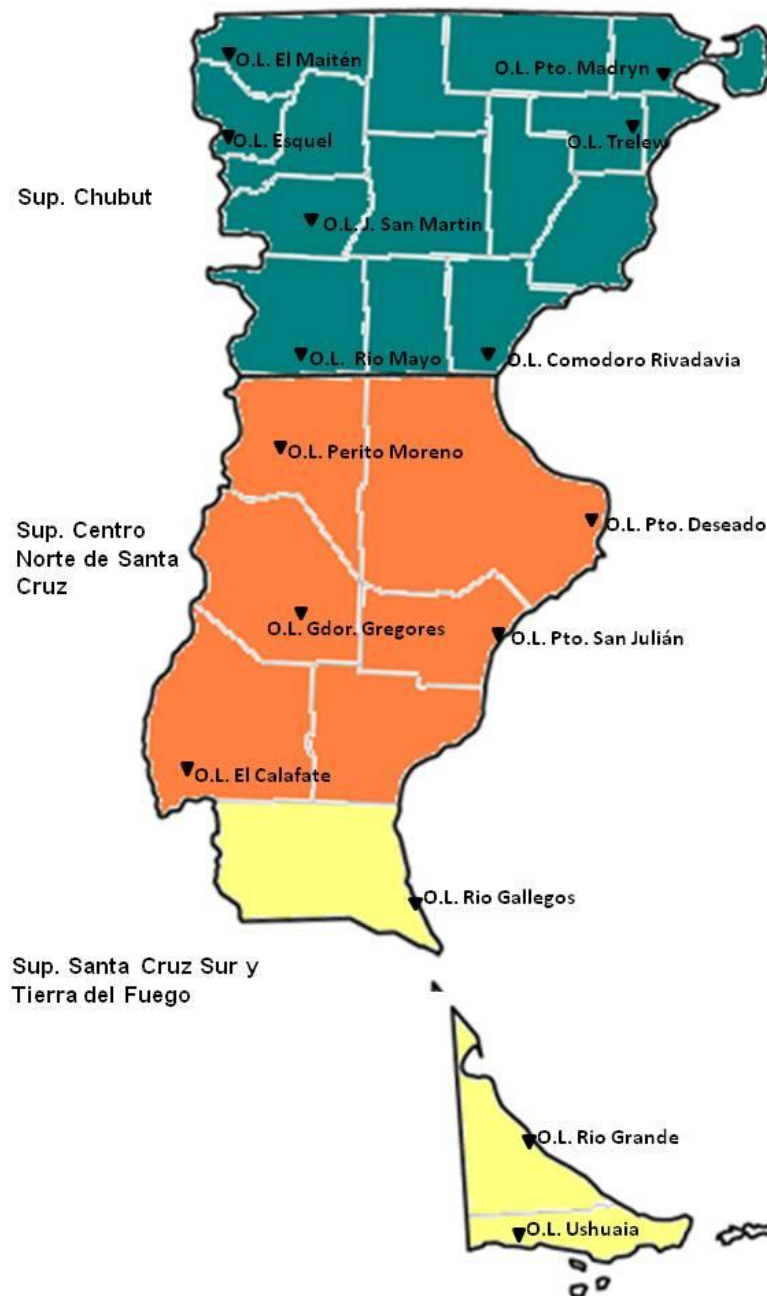 O.L. El Maitén
O.L. Pto. Madryn
O.L. Esquel
O.L. Trelew
Sup. Chubut
O.L. J. San Martin
O.L. Rio Mayo
O.L. Comodoro Rivadavia
O.L. Perito Moreno
O.L. Pto. Deseado
Sup. Centro
Norte de Santa
Cruz
O.L. Gdor. Gregores
O.L. Pto. San Julián
O.L. El Calafate
O.L. Rio Gallegos
Sup. Santa Cruz Sur y
Tierra del Fuego
O.L. Rio Grande
O.L. Ushuaia